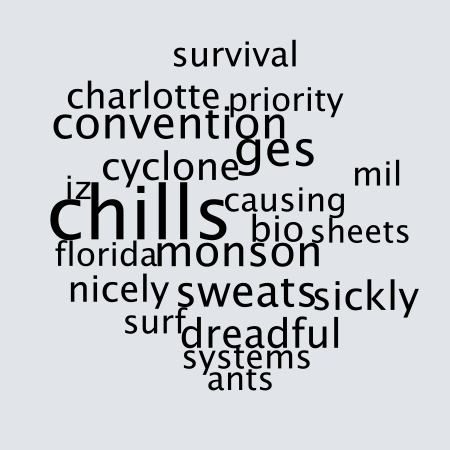 survival
charlotte priority
convention
ges
cyclone mil
iz
chills causing
bio sheets
florida monson
nicely sweats sickly
surf dreadful
systems
ants